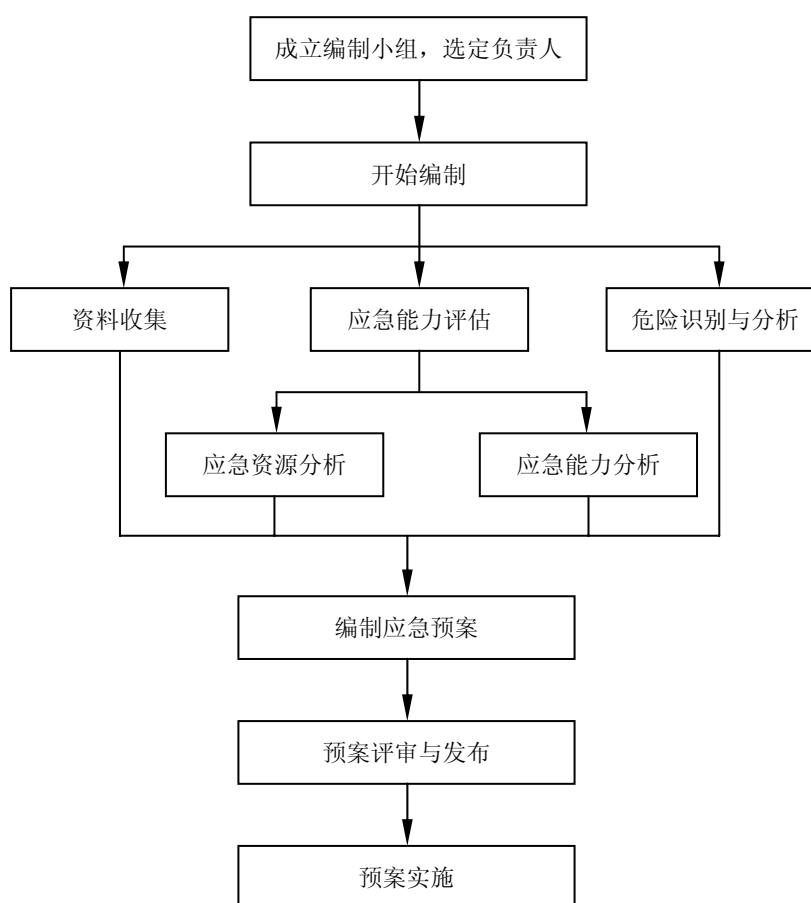 成立编制小组，选定负责人
开始编制
资料收集
应急能力评估
危险识别与分析
应急资源分析
应急能力分析
编制应急预案
预案评审与发布
预案实施